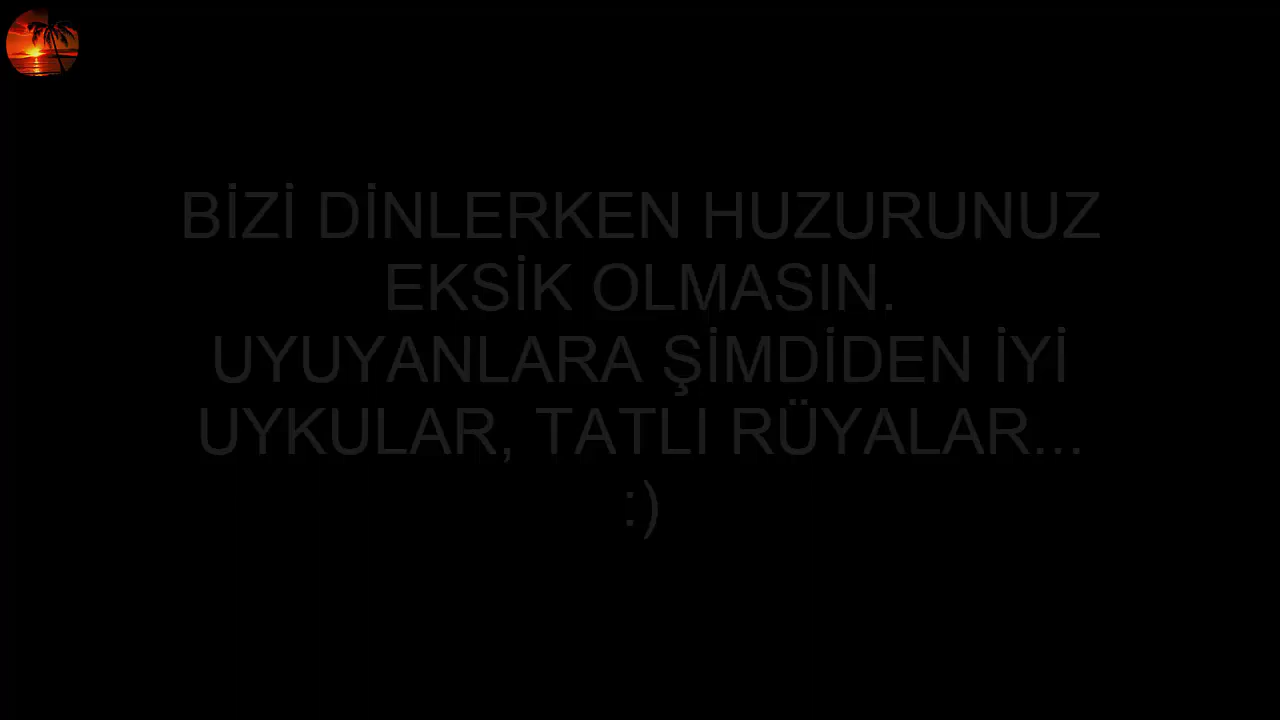 BİZİ DİNLERKEN HUZURUNUZ
EKSİK OLMASIN.
UYUYANLARA ŞİMDİDEN İYİ
UYKULAR, TATLI RÜYALAR...
:)